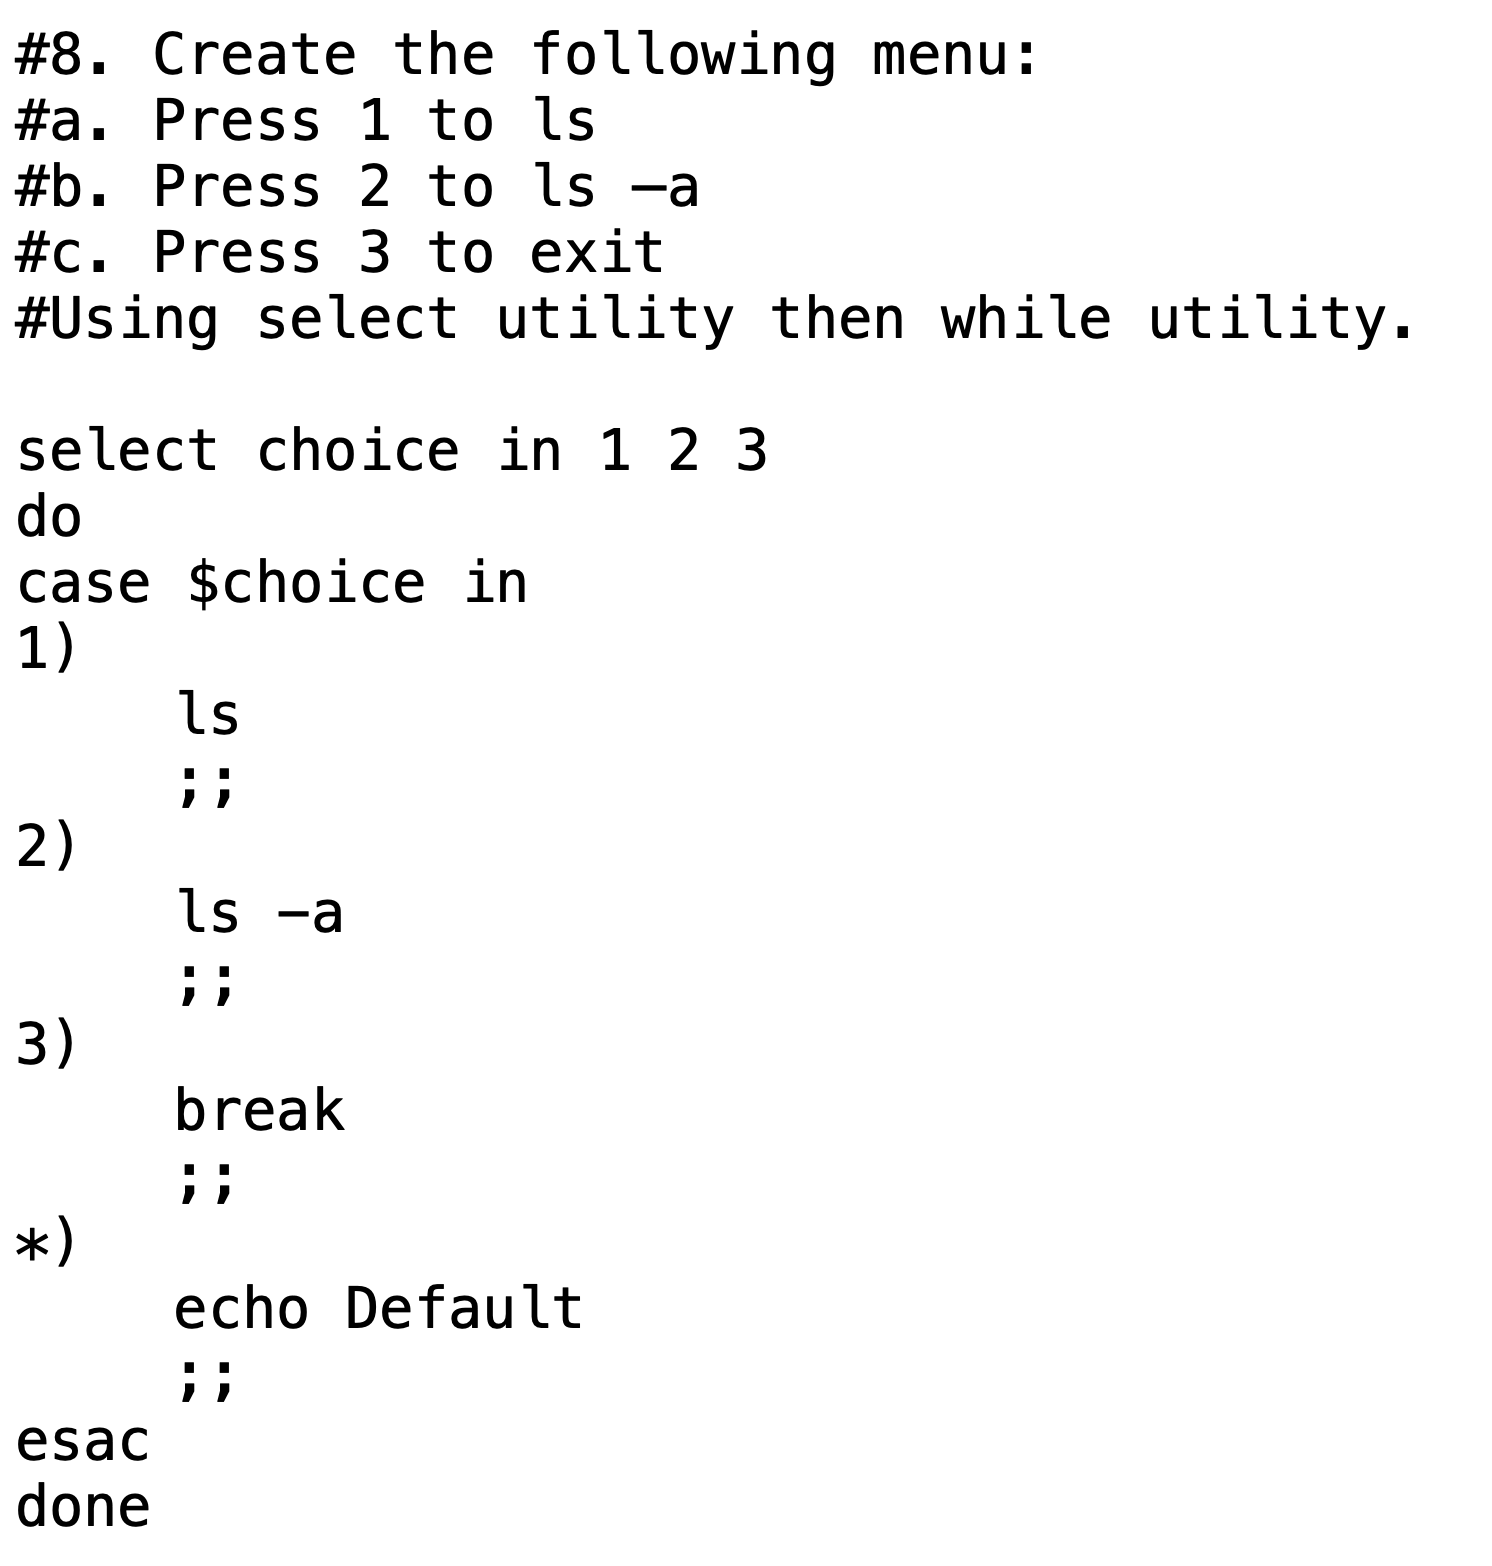 #8. Create the following menu:
#a. Press 1 to ls
#b. Press 2 to ls –a
#c. Press 3 to exit
#Using select utility then while utility.
select choice in 1 2 3
do
case $choice in
1)
ls
;;
2)
ls –a
;;
3)
break
;;
*)
echo Default
;;
esac
done